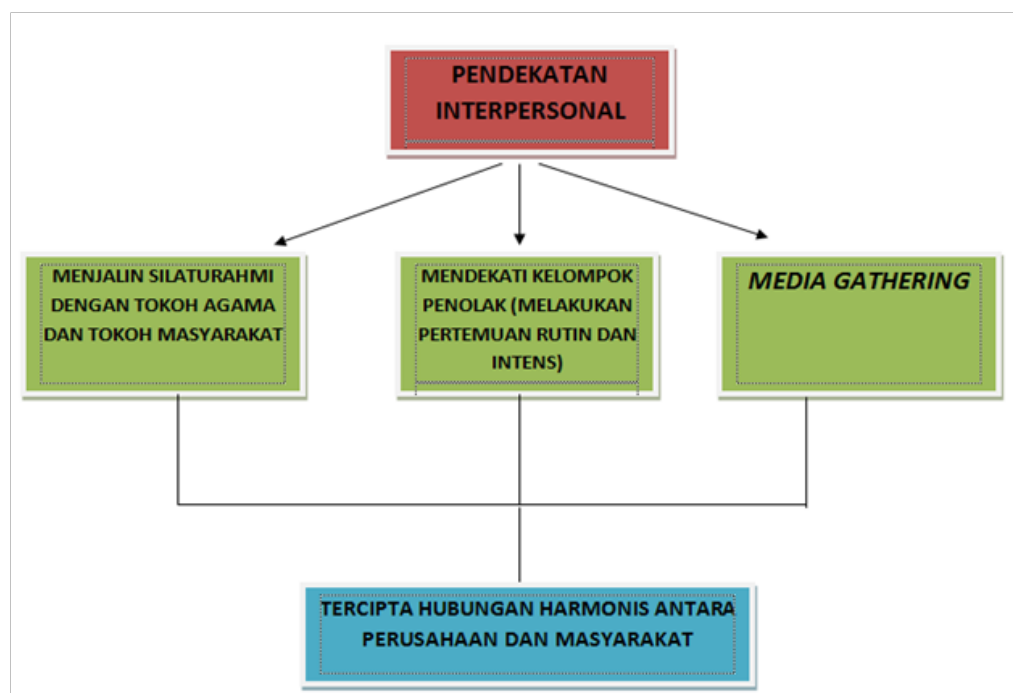 PENDEKATAN
INTERPERSONAL
MENJALIN SILATURAHMI
DENGAN TOKOH AGAMA
DAN TOKOH MASYARAKAT
MENDEKATI KELOMPOK
PENOLAK (MELAKUKAN
PERTEMUAN RUTIN DAN
INTENS)
MEDIA GATHERING
TERCIPTA HUBUNGAN HARMONIS ANTARA
PERUSAHAAN DAN MASYARAKAT